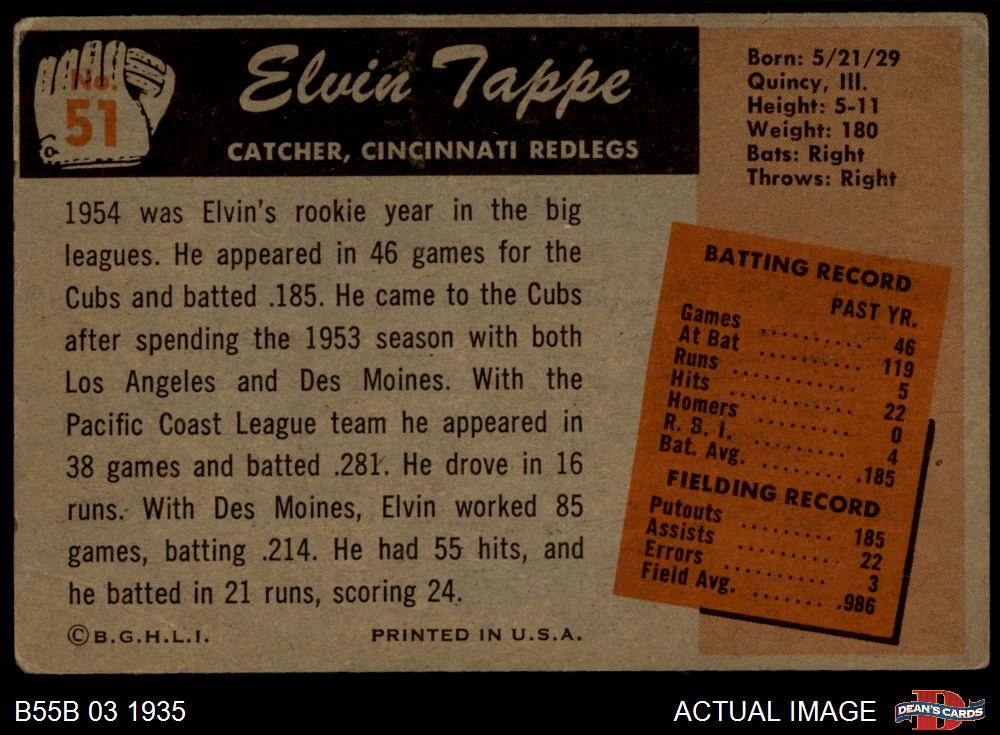 No.
51
Elvin Tappe
CATCHER, CINCINNATI REDLEGS
Born: 5/21/29
Quincy, Ill.
Height: 5-11
Weight: 180
Bats: Right
Throws: Right
1954 was Elvin's rookie year in the big
leagues. He appeared in 46 games for the
Cubs and batted .185. He came to the Cubs
after spending the 1953 season with both
Los Angeles and Des Moines. With the
Pacific Coast League team he appeared in
38 games and batted .281. He drove in 16
runs. With Des Moines, Elvin worked 85
games, batting .214. He had 55 hits, and
he batted in 21 runs, scoring 24.
©B.G.H.L.I. PRINTED IN U.S.A.
BATTING RECORD
PAST YR.
Games ......... 46
At Bat ......... 119
Runs ......... 5
Hits ......... 22
Homers ......... 0
R. B. I. ......... 4
Bat. Avg. ......... .185
FIELDING RECORD
Putouts ......... 185
Assists ......... 22
Errors ......... 3
Field Avg. ......... .986
B55B 03 1935
ACTUAL IMAGE
DEAN'S CARDS